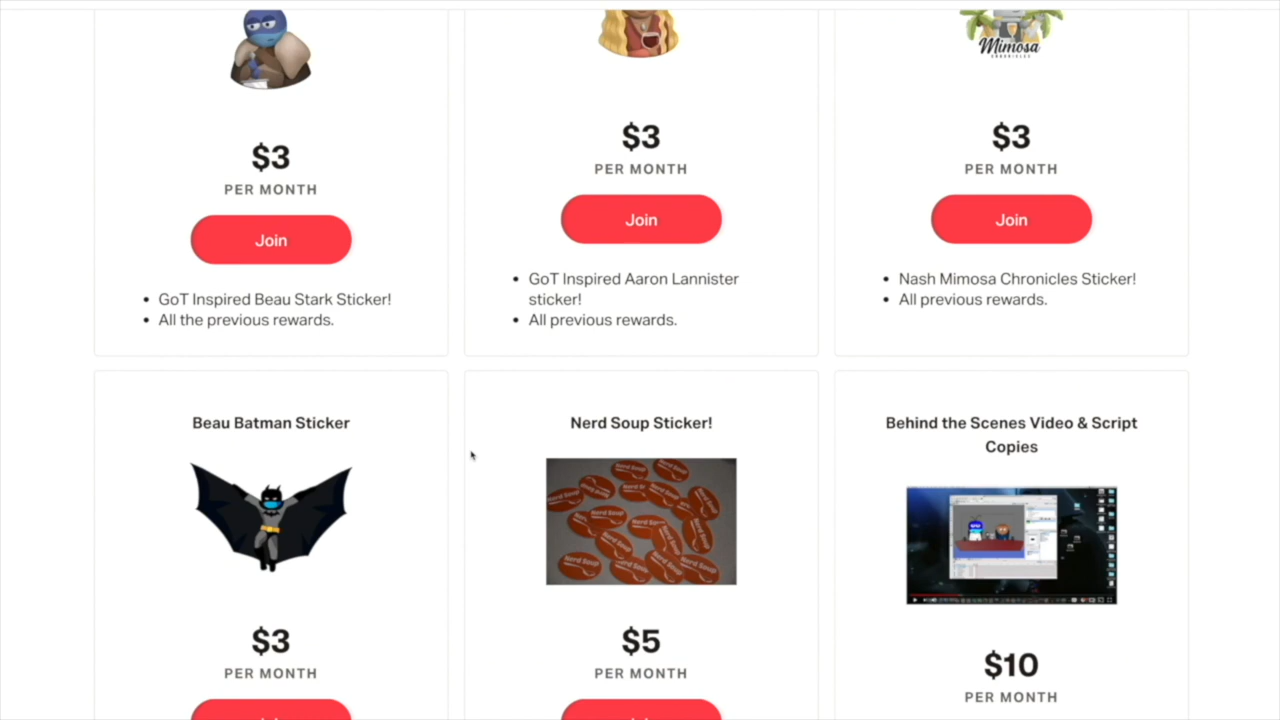 Mimosa
CHRONICLES
$3
PER MONTH
Join
GoT Inspired Beau Stark Sticker!
All the previous rewards.
$3
PER MONTH
Join
GoT Inspired Aaron Lannister
sticker!
All previous rewards.
$3
PER MONTH
Join
Nash Mimosa Chronicles Sticker!
All previous rewards.
Beau Batman Sticker
$3
PER MONTH
Nerd Soup Sticker!
Nerd Soup
$5
PER MONTH
Behind the Scenes Video & Script
Copies
$10
PER MONTH